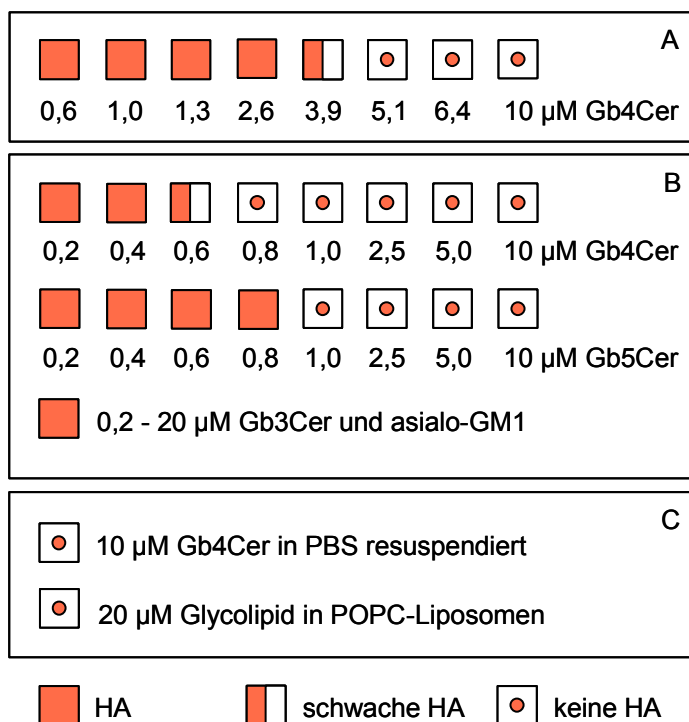 A
0,6 1,0 1,3 2,6 3,9 5,1 6,4 10 µM Gb4Cer
B
0,2 0,4 0,6 0,8 1,0 2,5 5,0 10 µM Gb4Cer
0,2 0,4 0,6 0,8 1,0 2,5 5,0 10 µM Gb5Cer
0,2 - 20 µM Gb3Cer und asialo-GM1
C
10 µM Gb4Cer in PBS resuspendiert
20 µM Glycolipid in POPC-Liposomen
HA schwache HA keine HA